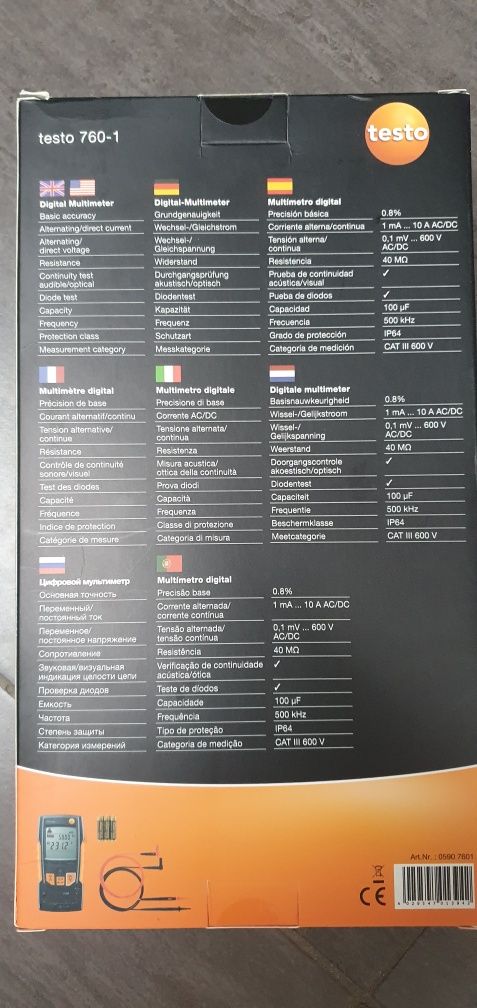 testo 760-1
testo
Digital Multimeter
Basic accuracy
Alternating/direct current
Alternating/
direct voltage
Resistance
Continuity test
audible/optical
Diode test
Capacity
Frequency
Protection class
Measurement category
Digital-Multimeter
Grundgenauigkeit
Wechsel-/Gleichstrom
Wechsel-/
Gleichspannung
Widerstand
Durchgangsprüfung
akustisch/optisch
Diodentest
Kapazität
Frequenz
Schutzart
Messkategorie
Multímetro digital
Precisión básica
Corriente alterna/continua
Tensión alterna/
continua
Resistencia
Prueba de continuidad
acústica/visual
Pueba de diodos
Capacidad
Frecuencia
Grado de protección
Categoria de medición
0.8%
1 mA ... 10 A AC/DC
0,1 mV ... 600 V
AC/DC
40 MΩ
✓
✓
100 µF
500 kHz
IP64
CAT III 600 V
Multimètre digital
Précision de base
Courant alternatif/continu
Tension alternative/
continue
Résistance
Contrôle de continuité
sonore/visuel
Test des diodes
Capacité
Fréquence
Indice de protection
Catégorie de mesure
Multimetro digitale
Precisione di base
Corrente AC/DC
Tensione alternata/
continua
Resistenza
Misura acustica/
ottica della continuità
Prova diodi
Capacità
Frequenza
Classe di protezione
Categoria di misura
Digitale multimeter
Basisnauwkeurigheid
Wissel-/Gelijkstroom
Wissel-/
Gelijkspanning
Weerstand
Doorgangscontrole
akoestisch/optisch
Diodentest
Capaciteit
Frequentie
Beschermklasse
Meetcategorie
0.8%
1 mA ... 10 A AC/DC
0,1 mV ... 600 V
AC/DC
40 MΩ
✓
✓
100 µF
500 kHz
IP64
CAT III 600 V
Цифровой мультиметр
Основная точность
Переменный/
постоянный ток
Переменное/
постоянное напряжение
Сопротивление
Звуковая/визуальная
индикация целости цепи
Проверка диодов
Емкость
Частота
Степень защиты
Категория измерений
Multímetro digital
Precisão base
Corrente alternada/
corrente contínua
Tensão alternada/
tensão contínua
Resistência
Verificação de continuidade
acústica/ótica
Teste de díodos
Capacidade
Frequência
Tipo de proteção
Categoria de medição
0.8%
1 mA ... 10 A AC/DC
0,1 mV ... 600 V
AC/DC
40 MΩ
✓
✓
100 µF
500 kHz
IP64
CAT III 600 V
Art.Nr.: 0590 7601
CE